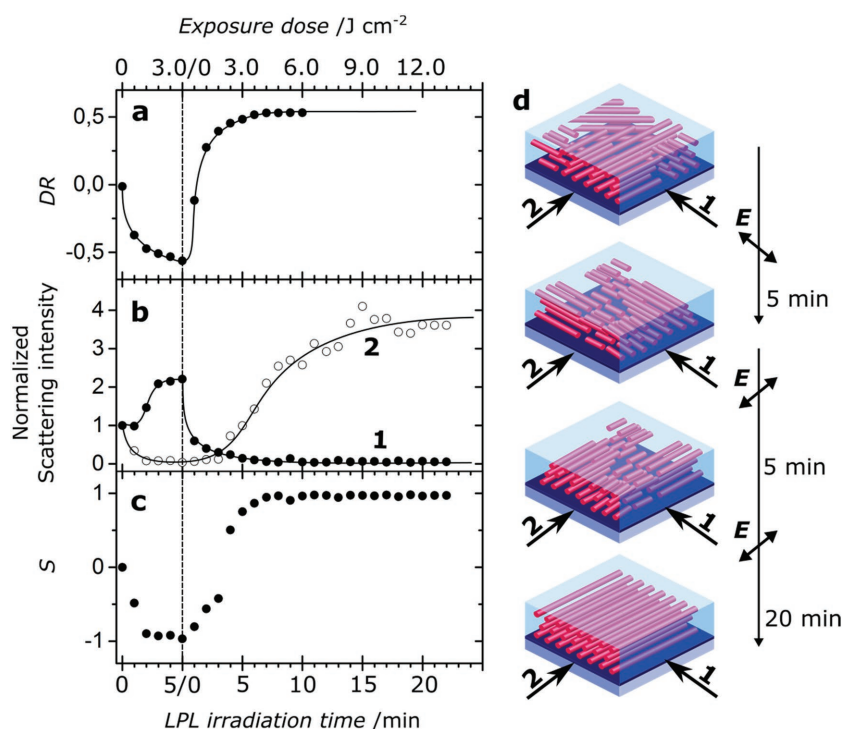 Exposure dose /J cm-2
0 3.0/0 3.0 6.0 9.0 12.0
a
0,5
0,0
-0,5
DR
b
4
3
2
1
0
Normalized
Scattering intensity
2
1
c
1
0
-1
S
0 5/0 5 10 15 20
LPL irradiation time /min
d
2 1
E
5 min
2 1
E
5 min
2 1
E
20 min
2 1